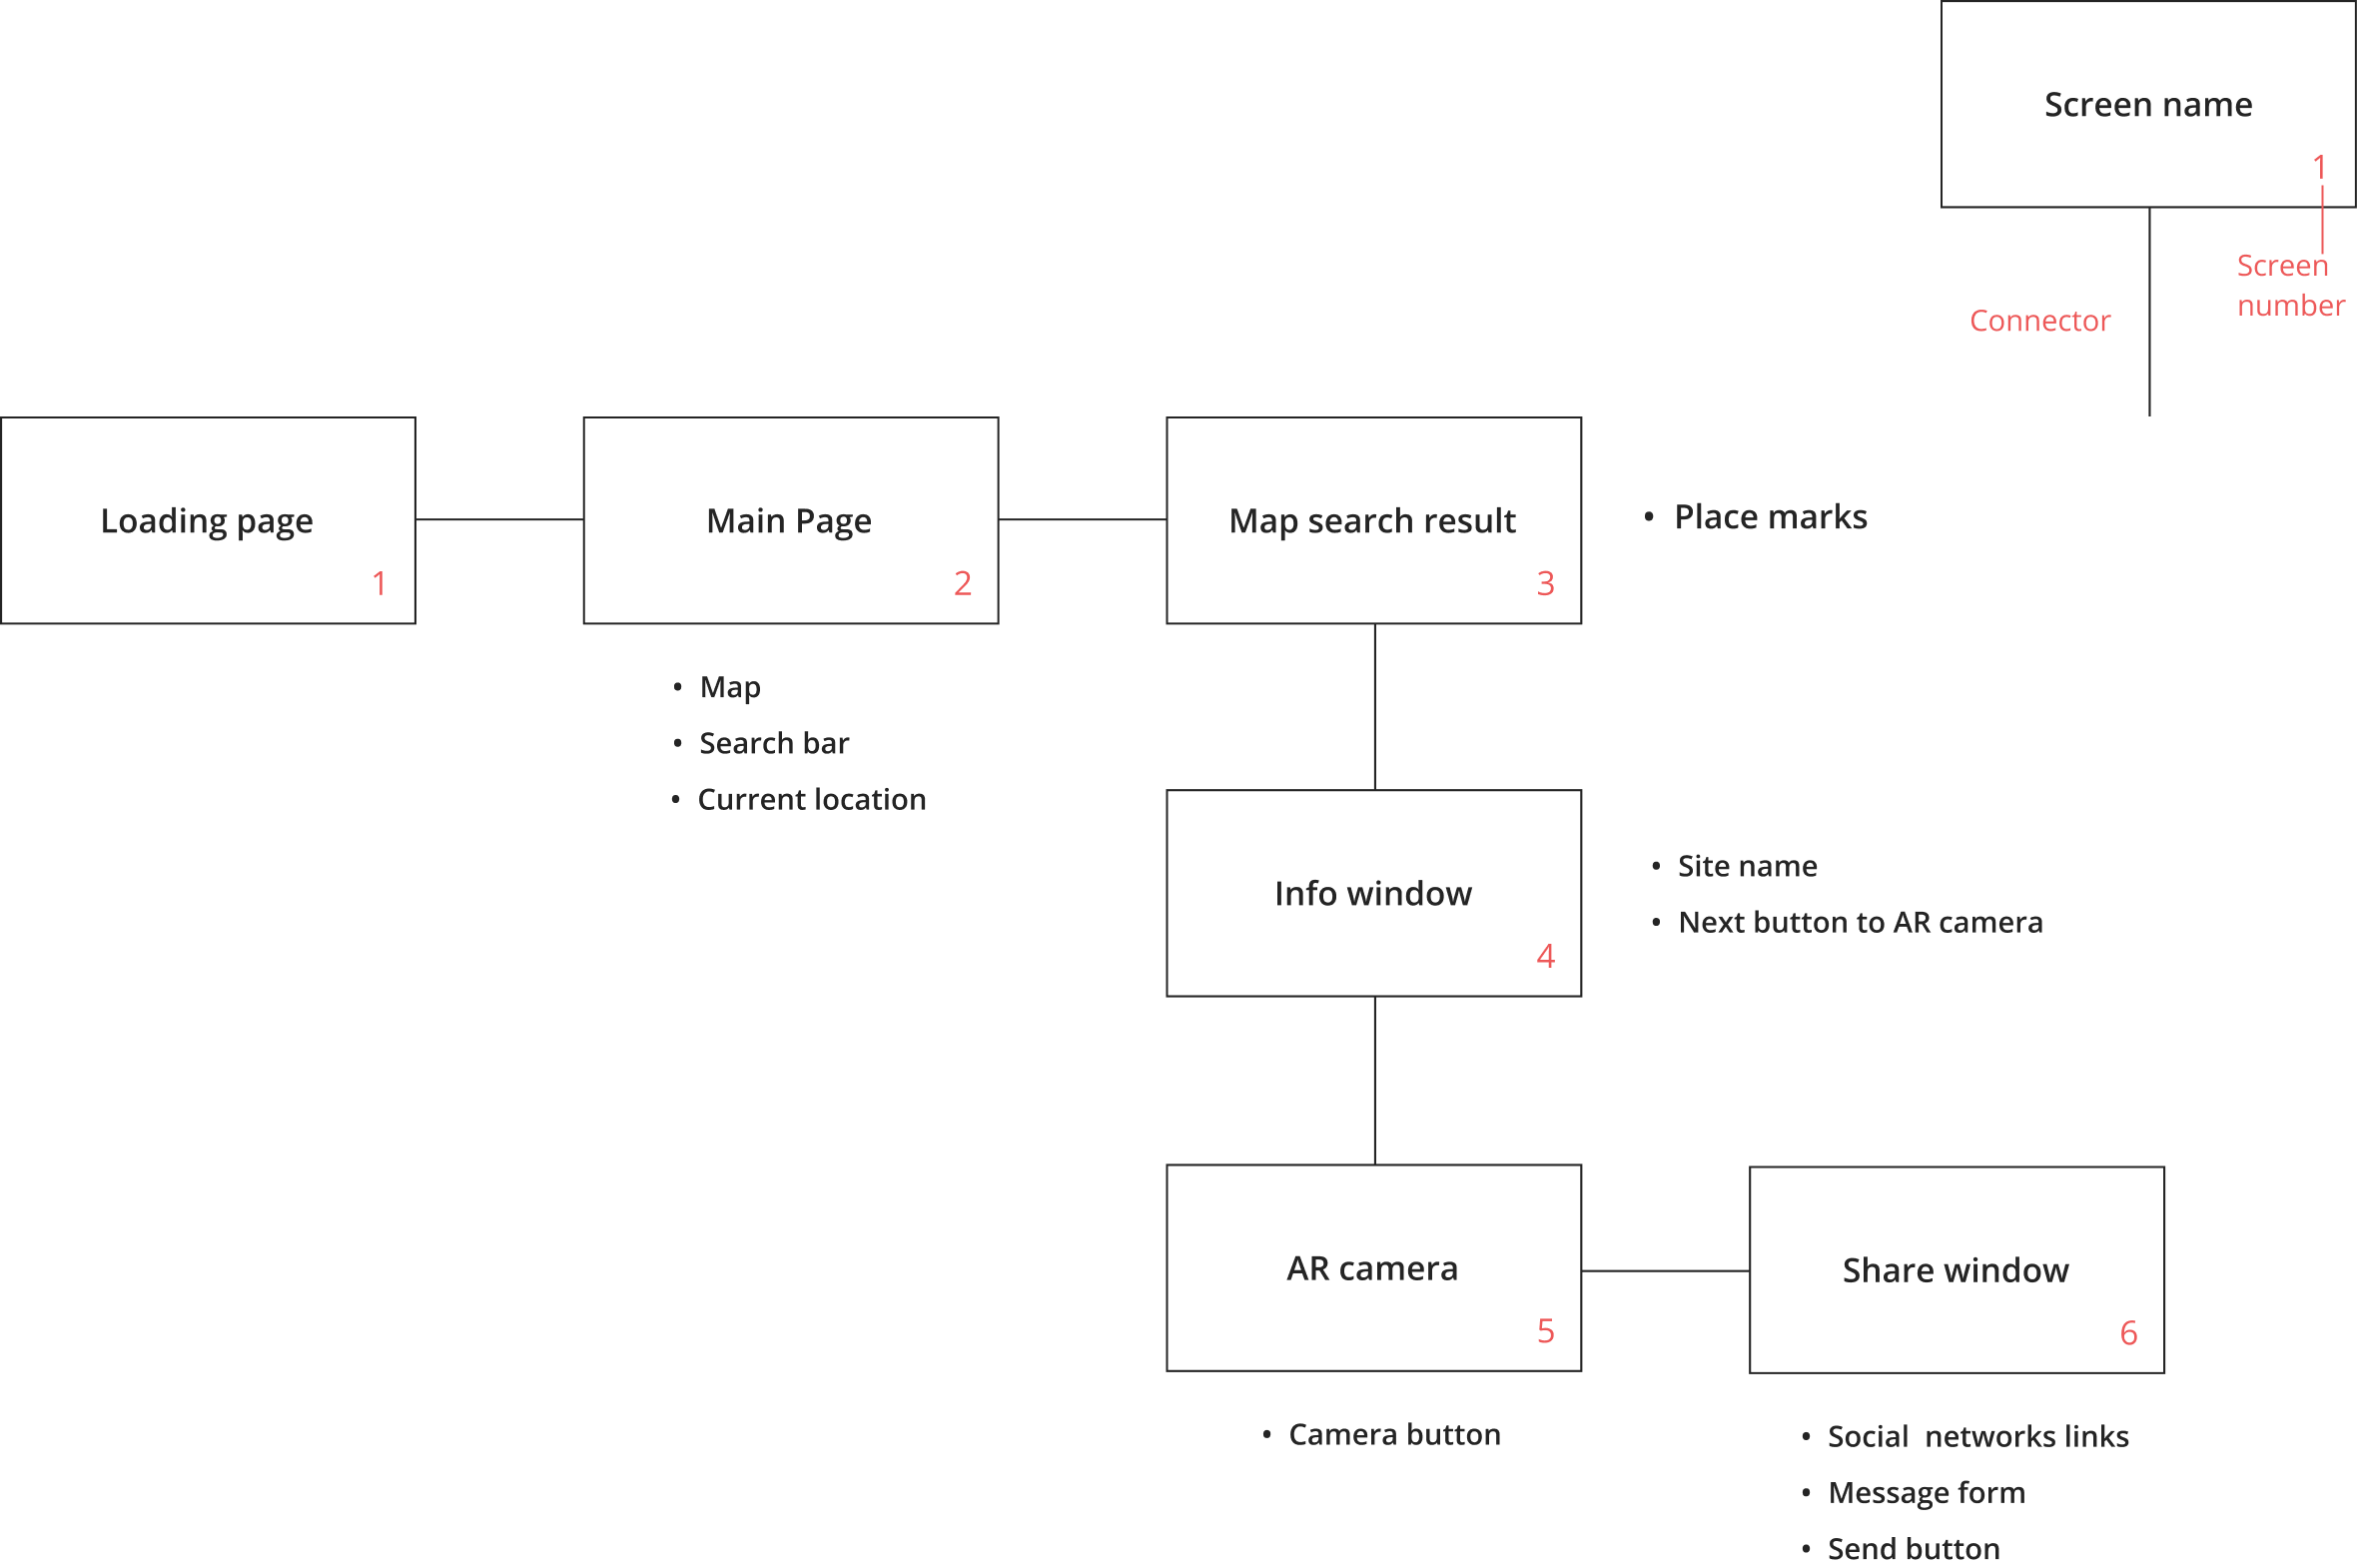 Screen name
1
Screen
number
Connector
Loading page
1
Main Page
2
Map search result
3
• Place marks
• Map
• Search bar
• Current location
Info window
4
• Site name
• Next button to AR camera
AR camera
5
Share window
6
• Camera button
• Social  networks links
• Message form
• Send button